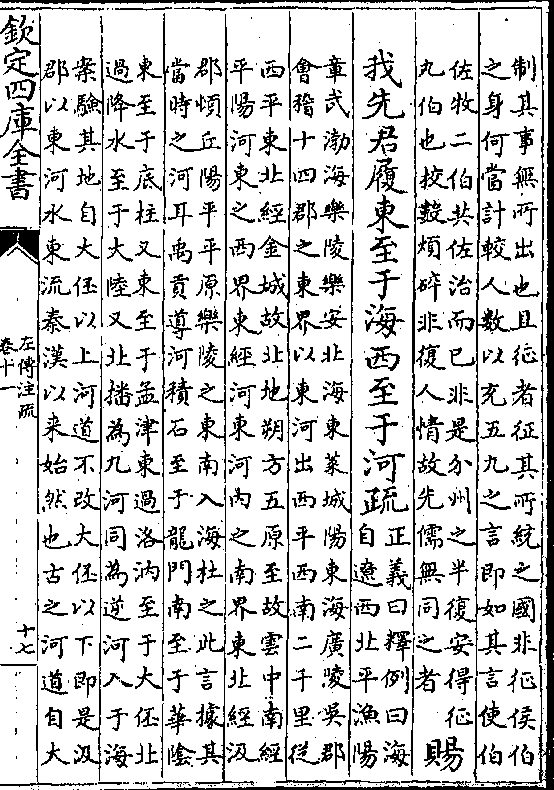 制其事無所出也且征者征其所統之國非征侯伯
之身何當計較人數以充五九之言即如其言使伯
佐牧二伯共佐治而已非是分州之半復安得征
九伯也挍數煩碎非復人情故先儒無同之者 賜
我先君履東至于海西至于河疏
正義曰釋例曰海
自遼西北平漁陽
章武渤海樂陵樂安北海東萊城陽東海廣陵吳郡
會稽十四郡之東界以東河出西平西南二千里從
西平東北經金城故北地朔方五原至故雲中南經
平陽河東之西界東經河東河内之南界東北經汲
郡頓丘陽平平原樂陵之東南入海杜之此言據其
當時之河耳禹貢導河積石至于龍門南至于華陰
東至于底柱又東至于孟津東過洛汭至于大伾北
過降水至于大陸又北播為九河同為逆河入于海
案驗其地自大伾以上河道不改大伾以下即是汲
郡以東河水東流秦漢以来始然也古之河道自大
欽定四庫全書
左傳注疏
卷十一
十七